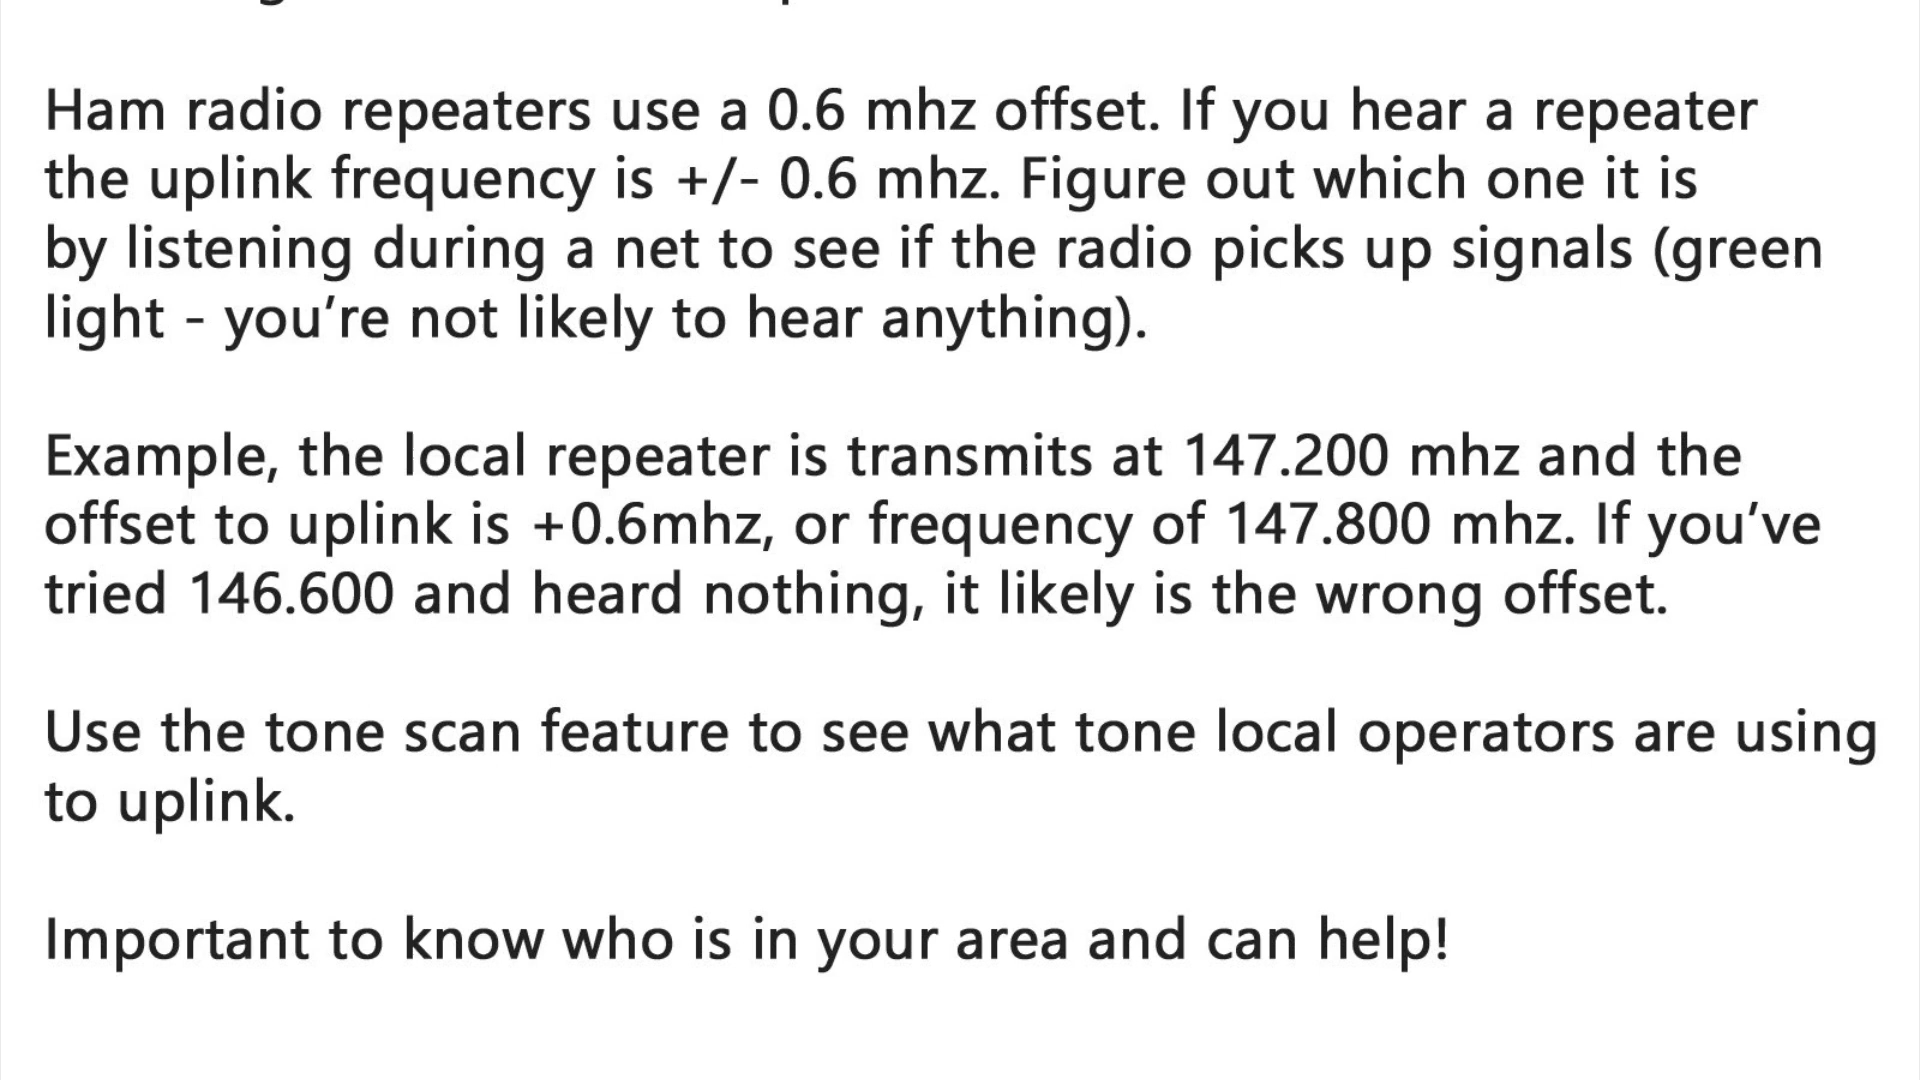 Ham radio repeaters use a 0.6 mhz offset. If you hear a repeater
the uplink frequency is +/- 0.6 mhz. Figure out which one it is
by listening during a net to see if the radio picks up signals (green
light - you’re not likely to hear anything).
Example, the local repeater is transmits at 147.200 mhz and the
offset to uplink is +0.6mhz, or frequency of 147.800 mhz. If you’ve
tried 146.600 and heard nothing, it likely is the wrong offset.
Use the tone scan feature to see what tone local operators are using
to uplink.
Important to know who is in your area and can help!